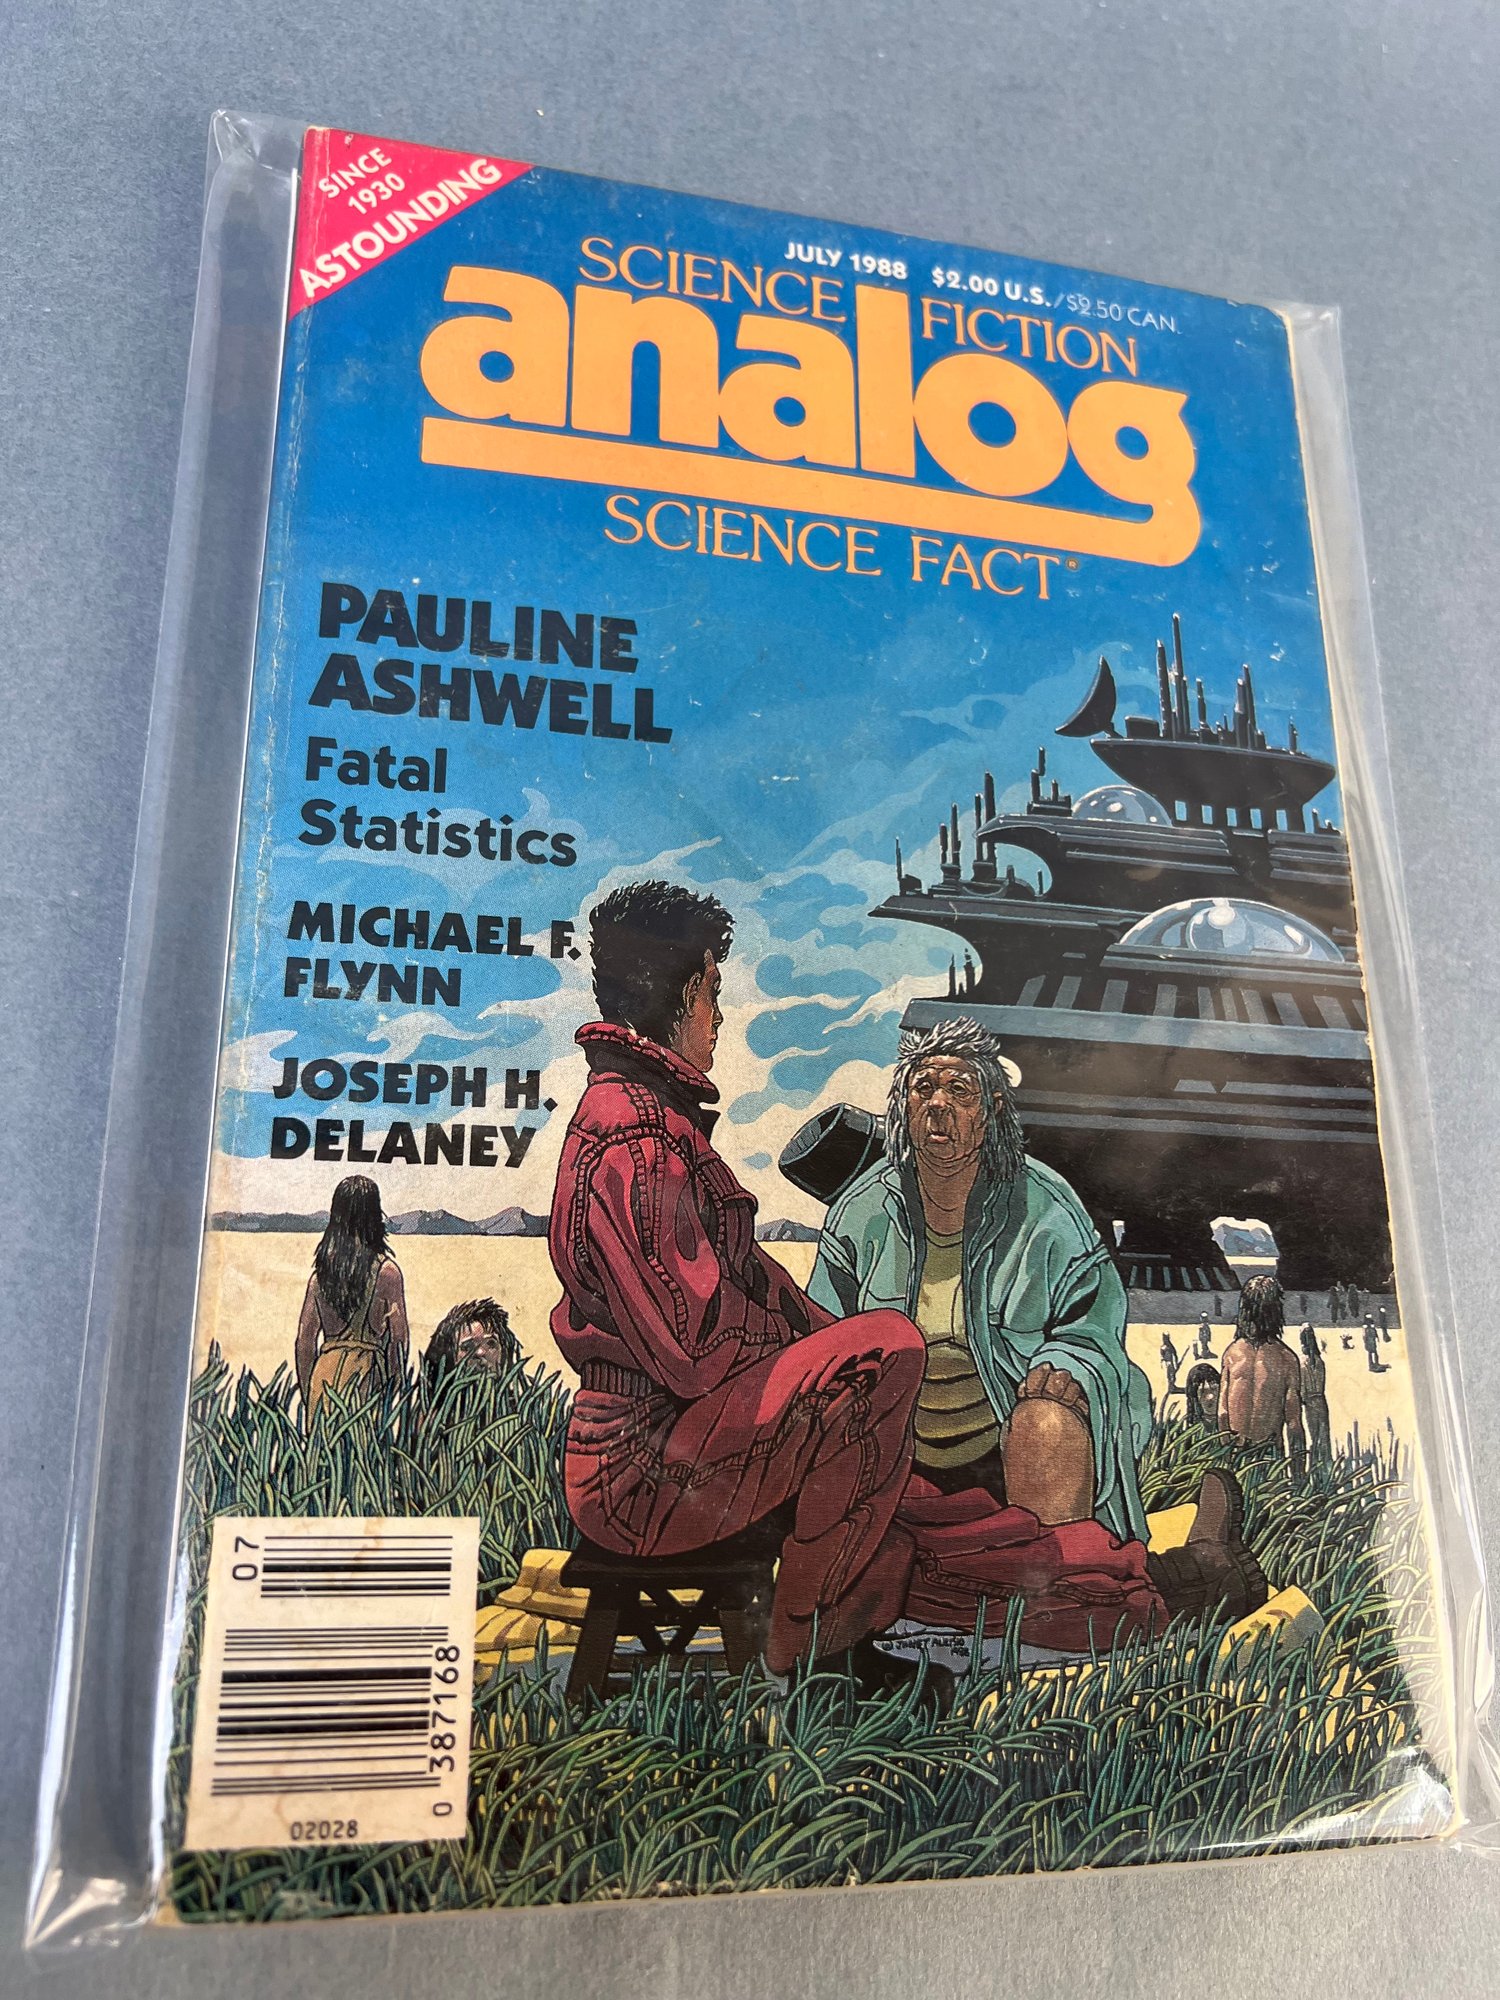 SINCE
1930
ASTOUNDING
JULY 1988 $2.00 U.S./$2.50 CAN.
SCIENCE FICTION
analog
SCIENCE FACT®
PAULINE
ASHWELL
Fatal
Statistics
MICHAEL F.
FLYNN
JOSEPH H.
DELANEY
07
0 387168
02028